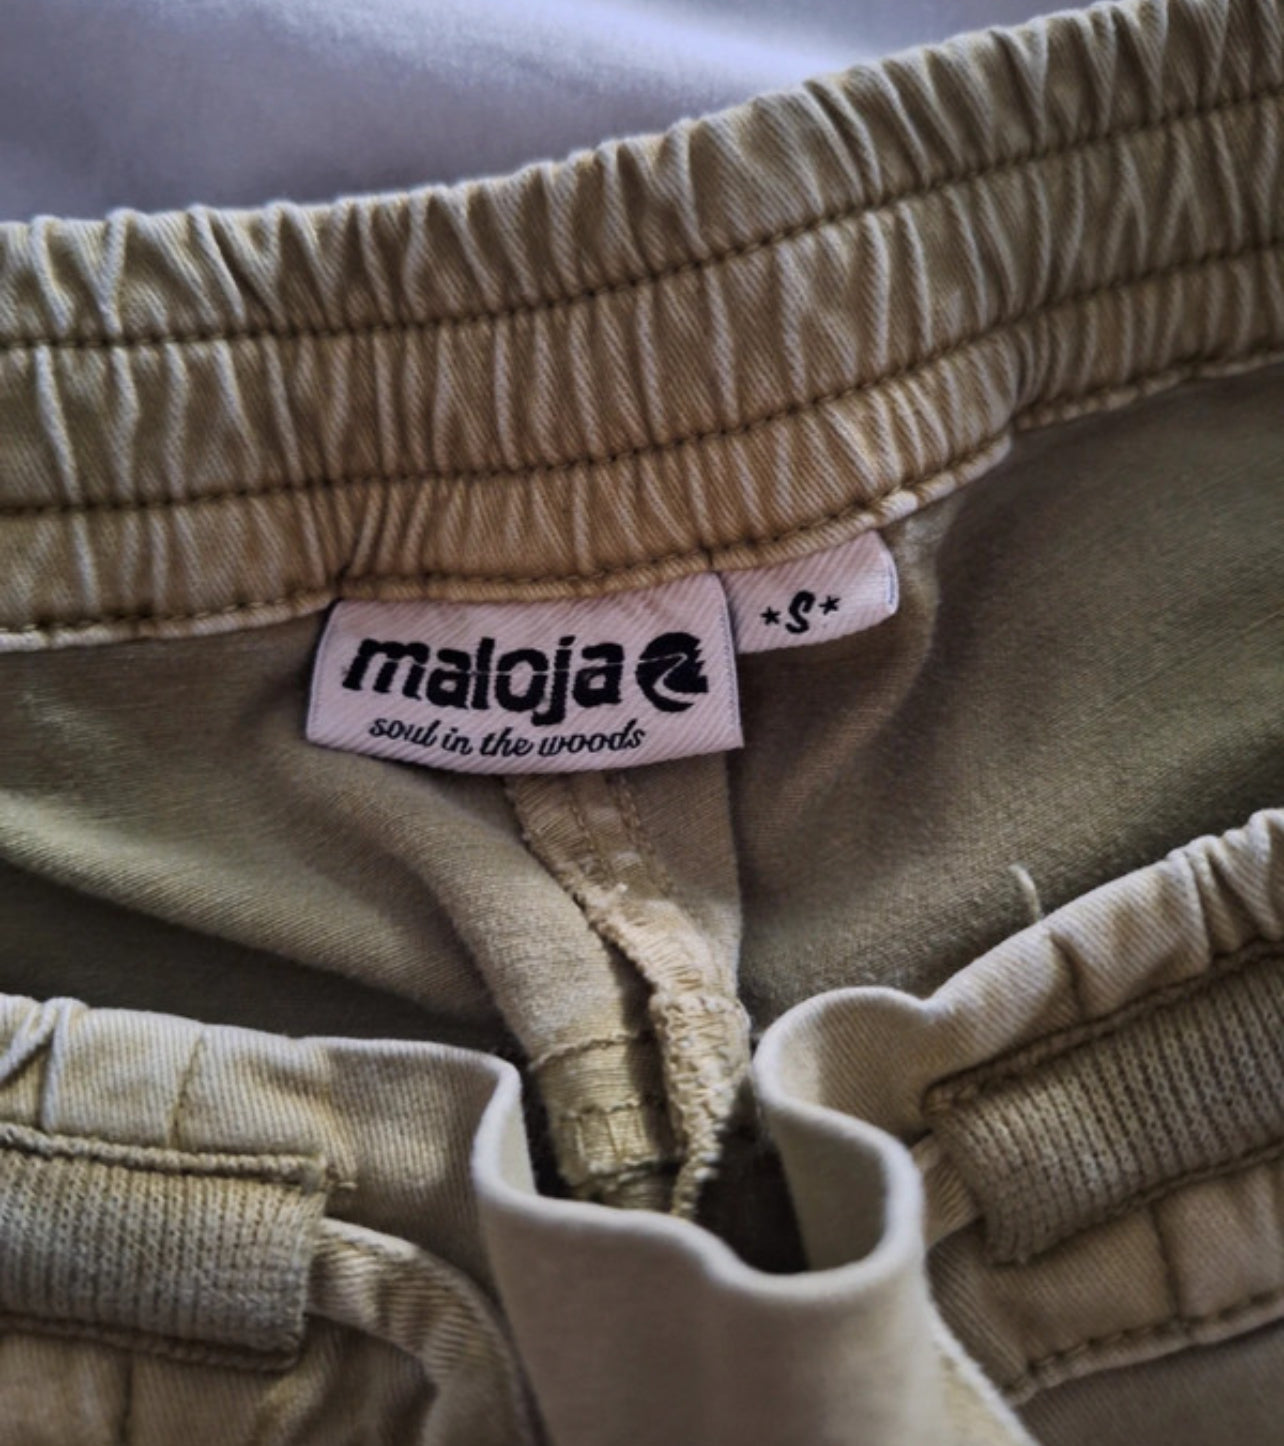 maloja
soul in the woods
*S*